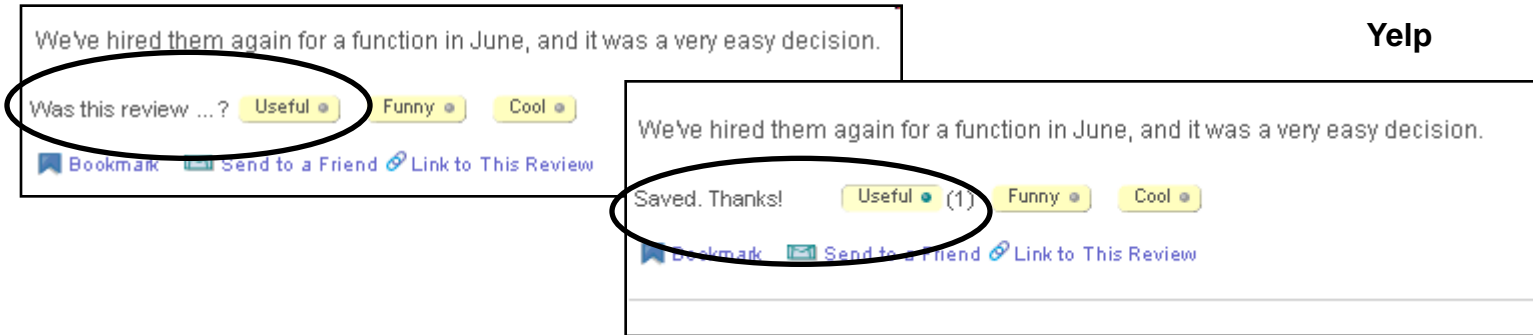 Yelp
We've hired them again for a function in June, and it was a very easy decision.
Was this review ...? Useful Funny Cool
Bookmark Send to a Friend Link to This Review
We've hired them again for a function in June, and it was a very easy decision.
Saved. Thanks! Useful (1) Funny Cool
Bookmark Send to a Friend Link to This Review